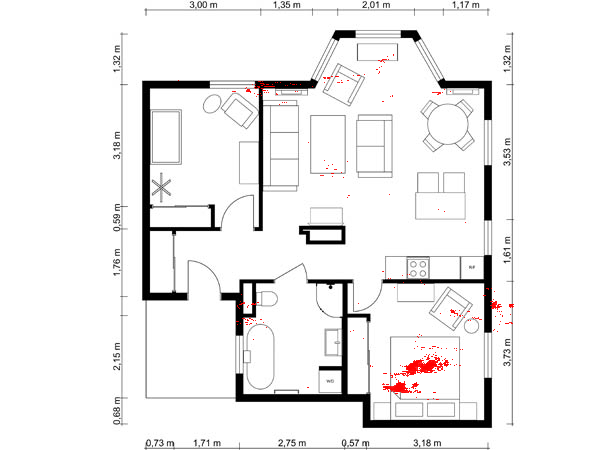 3,00 m 1,35 m 2,01 m 1,17 m
1,32 m
1,32 m
3,18 m
3,53 m
0,59 m
1,76 m
1,61 m
R/F
2,15 m
3,73 m
WD
0,68 m
0,73 m 1,71 m 2,75 m 0,57 m 3,18 m